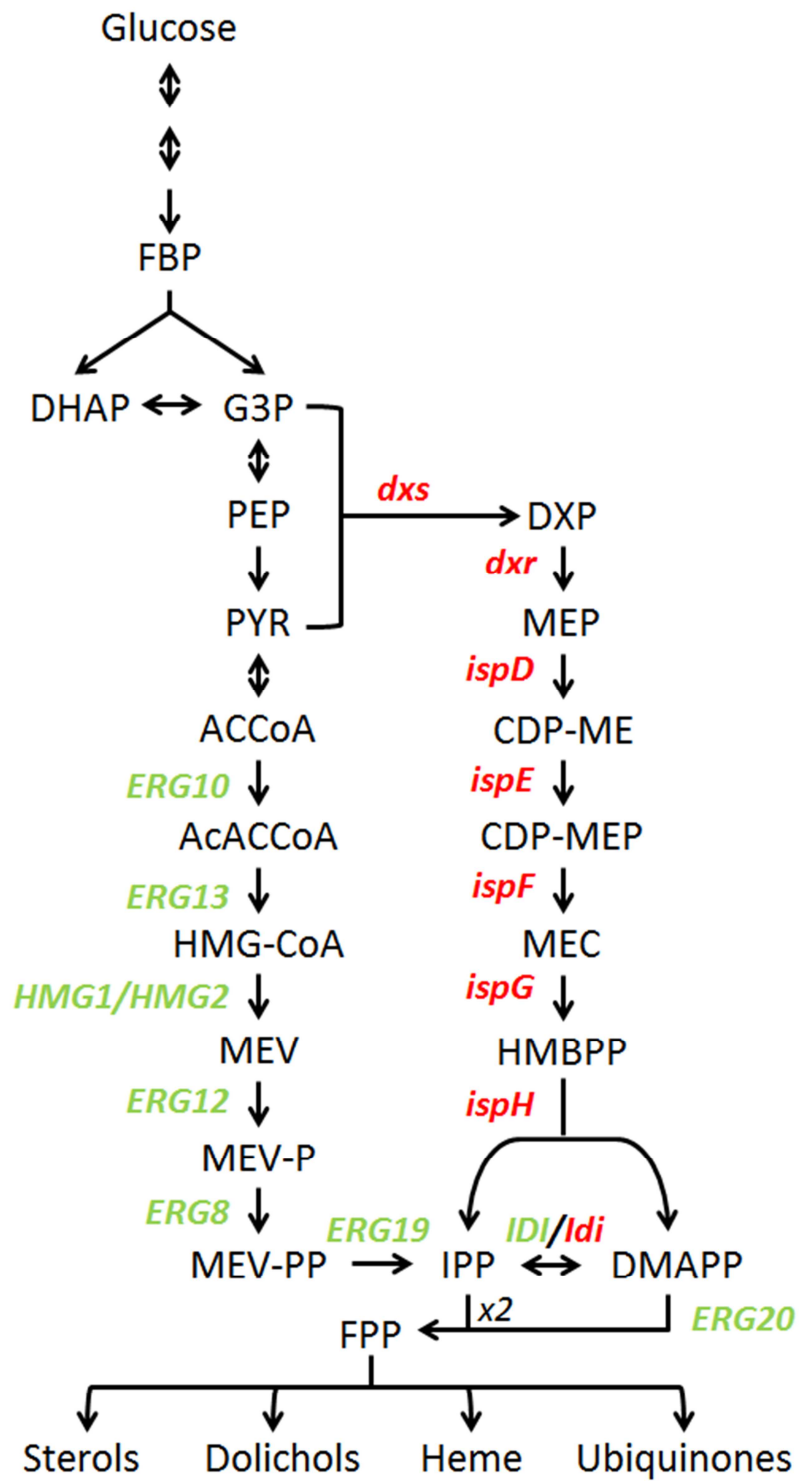 Glucose
FBP
DHAP G3P
dxs
PEP DXP
dxr
PYR MEP
ispD
ACCoA CDP-ME
ERG10 ispE
AcACCoA CDP-MEP
ERG13 ispF
HMG-CoA MEC
HMG1/HMG2 ispG
MEV HMBPP
ERG12 ispH
MEV-P
ERG8 ERG19 IDI/Idi
MEV-PP IPP DMAPP
x2 ERG20
FPP
Sterols Dolichols Heme Ubiquinones